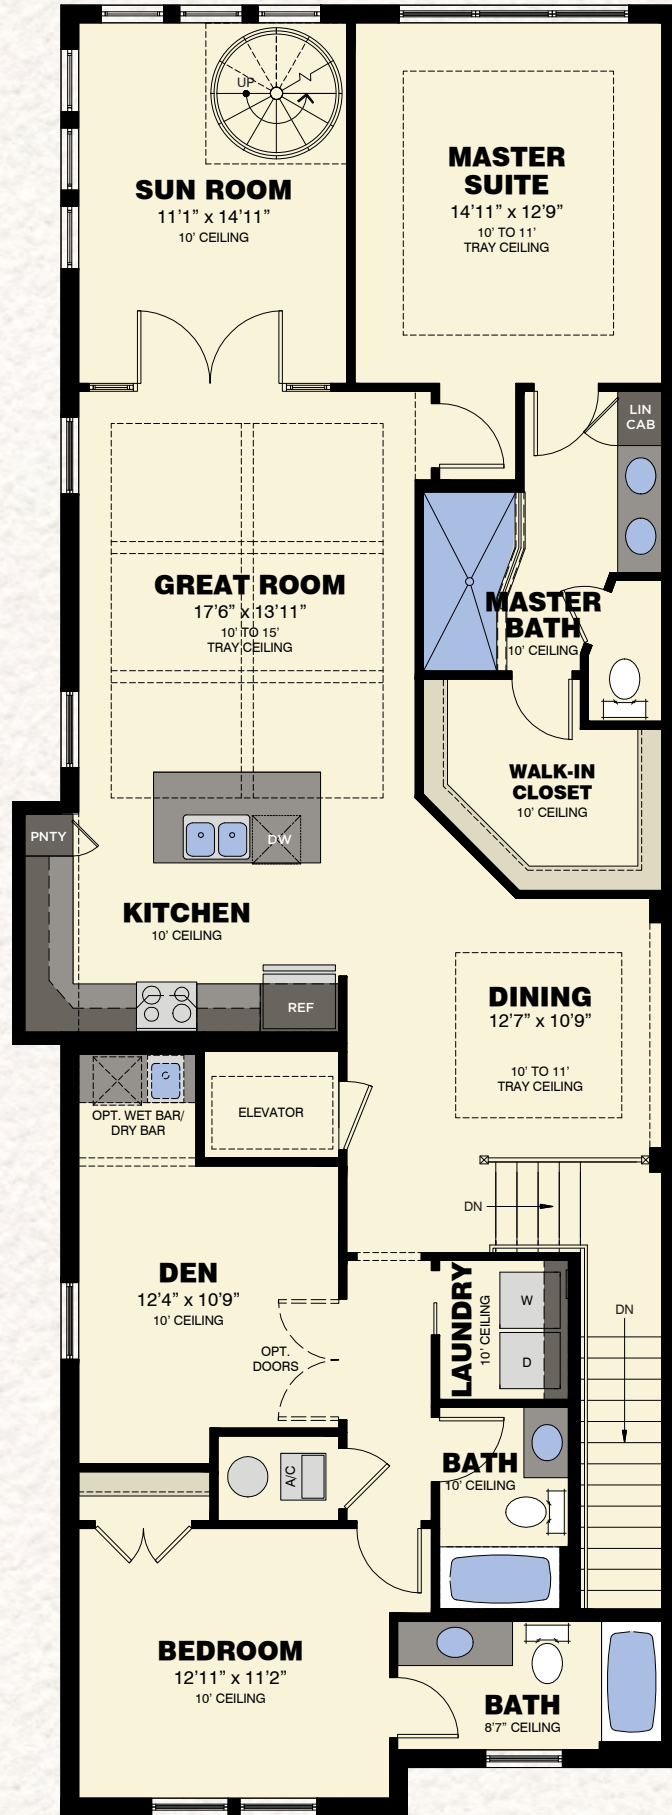 UP
SUN ROOM
11'1" x 14'11"
10' CEILING
MASTER
SUITE
14'11" x 12'9"
10' TO 11'
TRAY CEILING
LIN
CAB
GREAT ROOM
17'6" x 13'11"
10' TO 15'
TRAY CEILING
MASTER
BATH
10' CEILING
WALK-IN
CLOSET
10' CEILING
PNTY
DW
KITCHEN
10' CEILING
REF
DINING
12'7" x 10'9"
10' TO 11'
TRAY CEILING
OPT. WET BAR/
DRY BAR
ELEVATOR
DN
DEN
12'4" x 10'9"
10' CEILING
OPT.
DOORS
LAUNDRY
10' CEILING
W
D
DN
A/C
BATH
10' CEILING
BEDROOM
12'11" x 11'2"
10' CEILING
BATH
8'7" CEILING